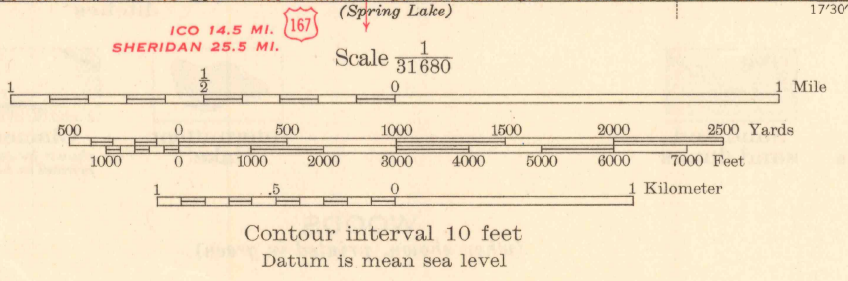 (Spring Lake)
17'30
ICO 14.5 MI.
SHERIDAN 25.5 MI.
167
Scale 1/31680
1 1/2 0 1 Mile
500 0 500 1000 1500 2000 2500 Yards
1000 0 1000 2000 3000 4000 5000 6000 7000 Feet
1 .5 0 1 Kilometer
Contour interval 10 feet
Datum is mean sea level